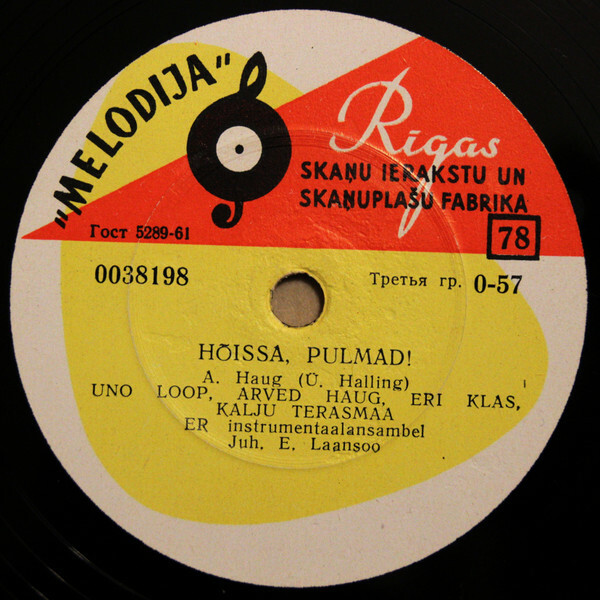 „MELODIJA“
Rīgas
SKAŅU IERAKSTU UN
SKAŅUPLAŠU FABRIKA
Гост 5289-61
78
0038198
Третья гр. 0-57
HÕISSA, PULMAD!
A. Haug (Ü. Halling)
UNO LOOP, ARVED HAUG, ERI KLAS,
KALJU TERASMAA
ER instrumentaalansambel
Juh. E. Laansoo